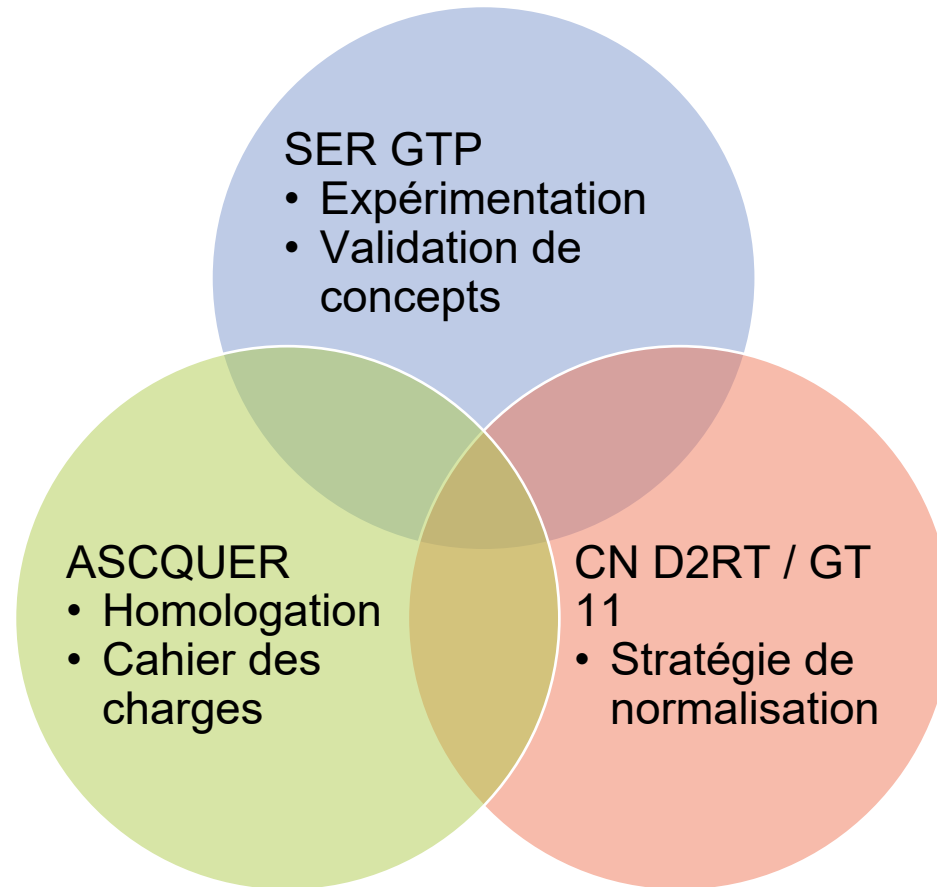 SER GTP
• Expérimentation
• Validation de
concepts
ASCQUER
• Homologation
• Cahier des
charges
CN D2RT / GT
11
• Stratégie de
normalisation